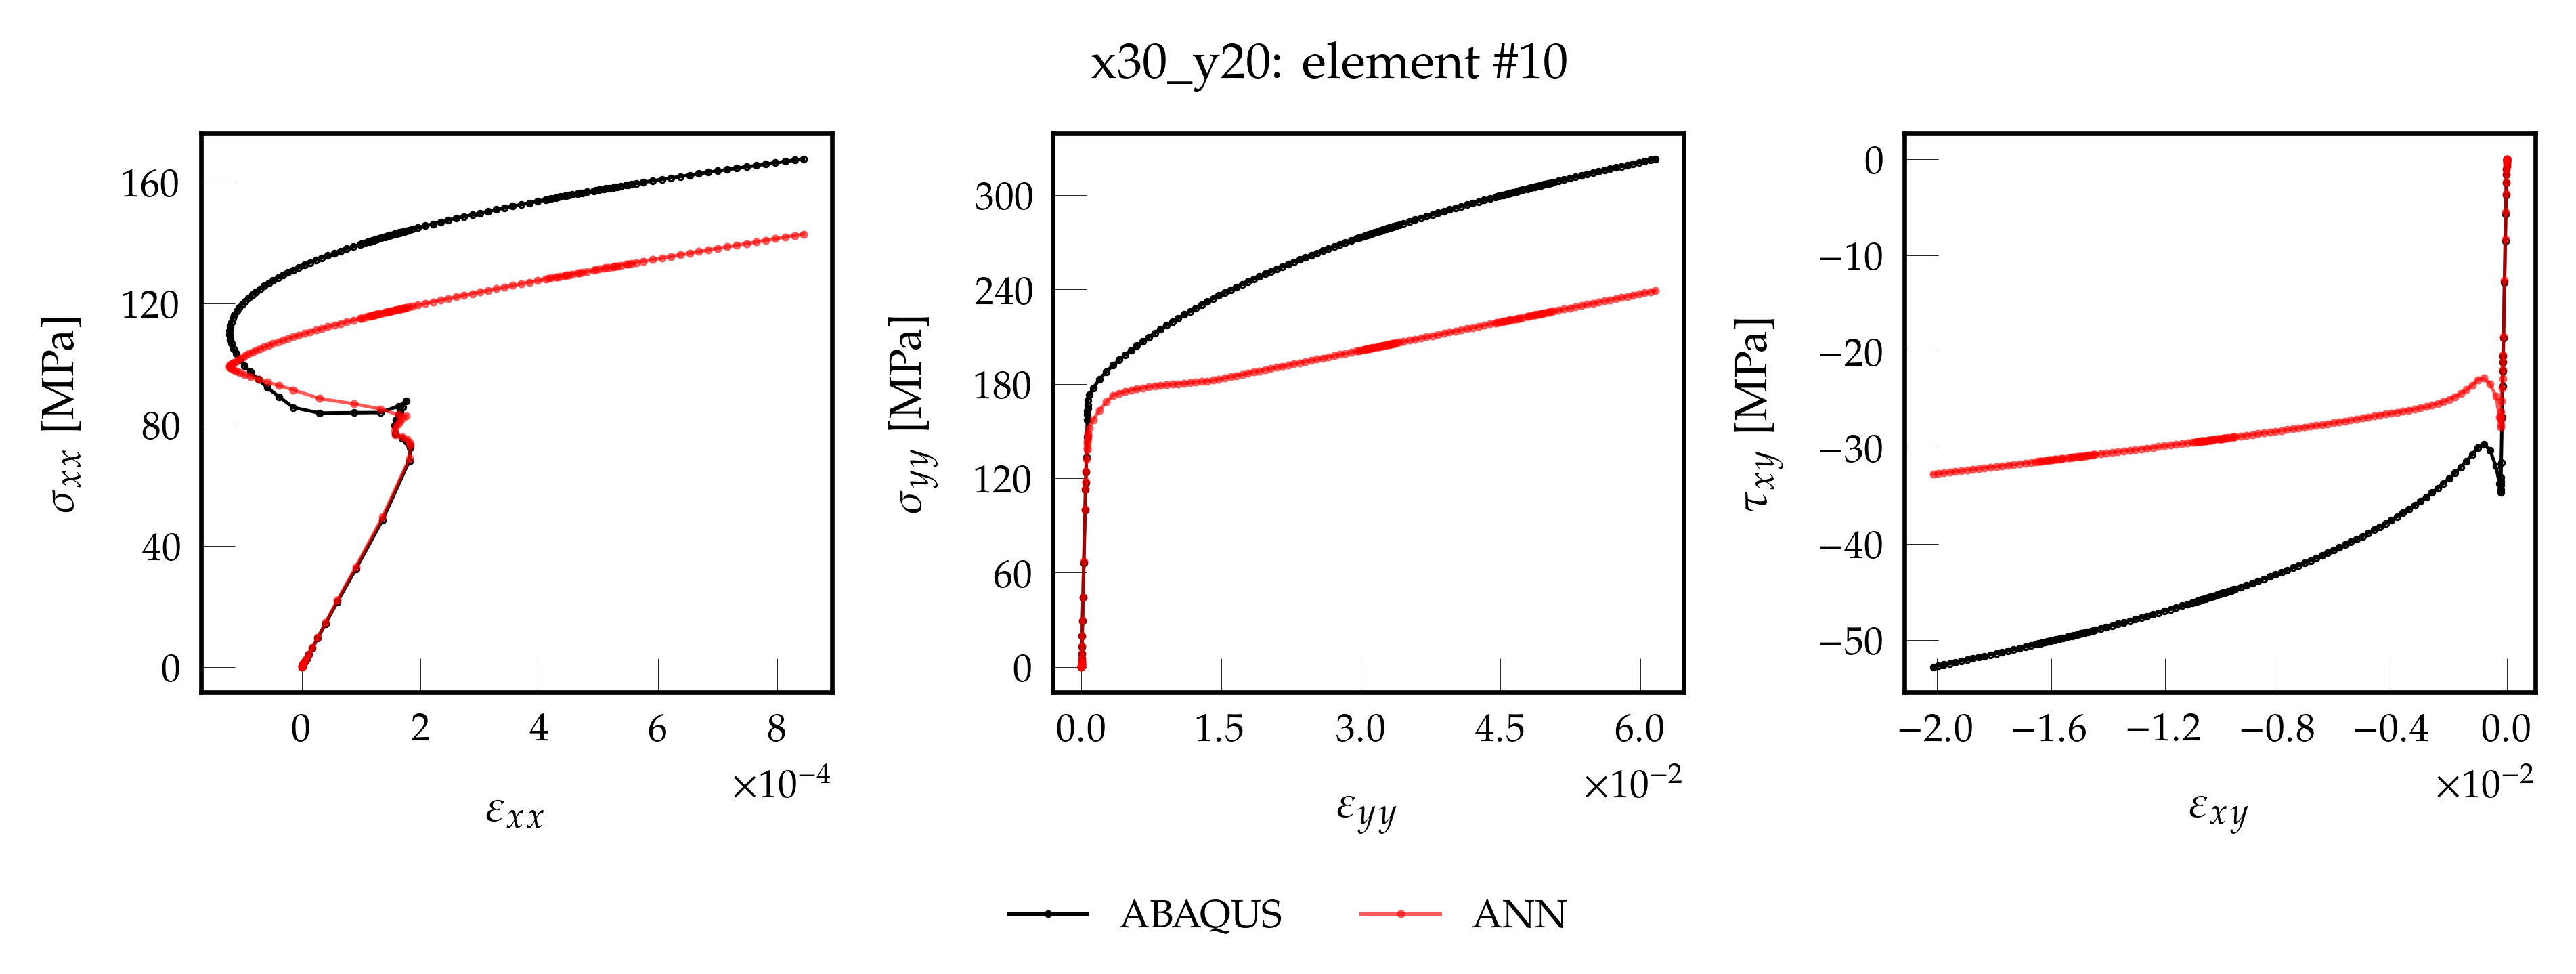 x30_y20: element #10
σxx [MPa]
160
120
80
40
0
0 2 4 6 8
×10−4
εxx
σyy [MPa]
300
240
180
120
60
0
0.0 1.5 3.0 4.5 6.0
×10−2
εyy
τxy [MPa]
0
−10
−20
−30
−40
−50
−2.0 −1.6 −1.2 −0.8 −0.4 0.0
×10−2
εxy
ABAQUS ANN